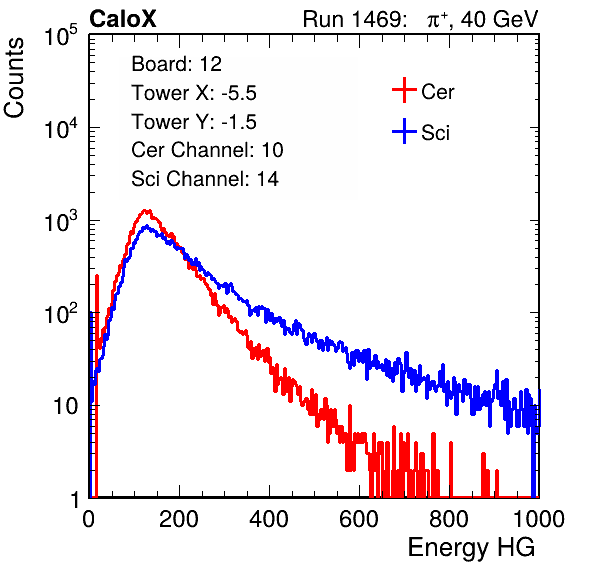 CaloX Run 1469: π⁺, 40 GeV
Counts
10⁵
10⁴
10³
10²
10
1
Board: 12
Tower X: -5.5
Tower Y: -1.5
Cer Channel: 10
Sci Channel: 14
Cer
Sci
0 200 400 600 800 1000
Energy HG